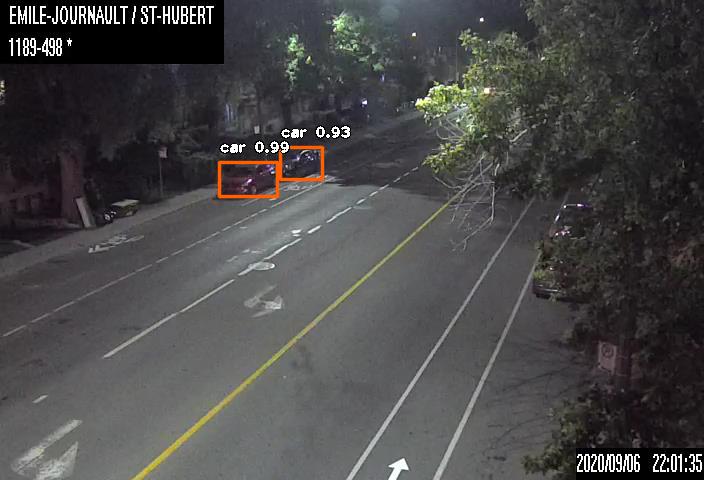 EMILE-JOURNAULT / ST-HUBERT
1189-498 *
car 0.93
car 0.99
2020/09/06 22:01:35